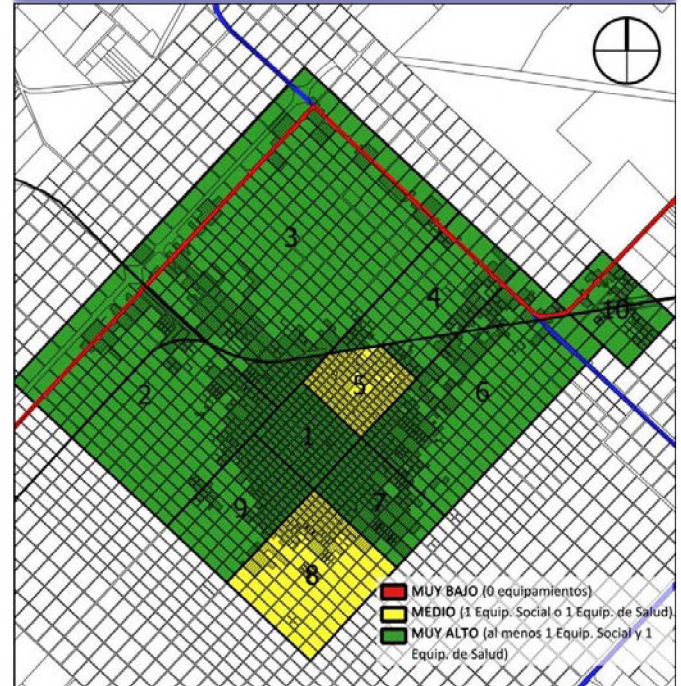 3
4
10
5
2
6
1
9
7
8
MUY BAJO (0 equipamientos)
MEDIO (1 Equip. Social o 1 Equip. de Salud)
MUY ALTO (al menos 1 Equip. Social y 1
Equip. de Salud)